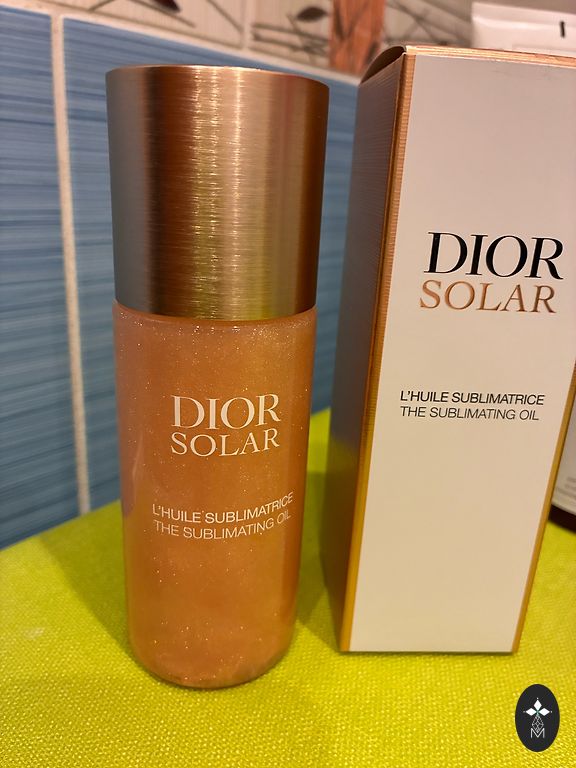 DIOR
SOLAR
L'HUILE SUBLIMATRICE
THE SUBLIMATING OIL
DIOR
SOLAR
L'HUILE SUBLIMATRICE
THE SUBLIMATING OIL